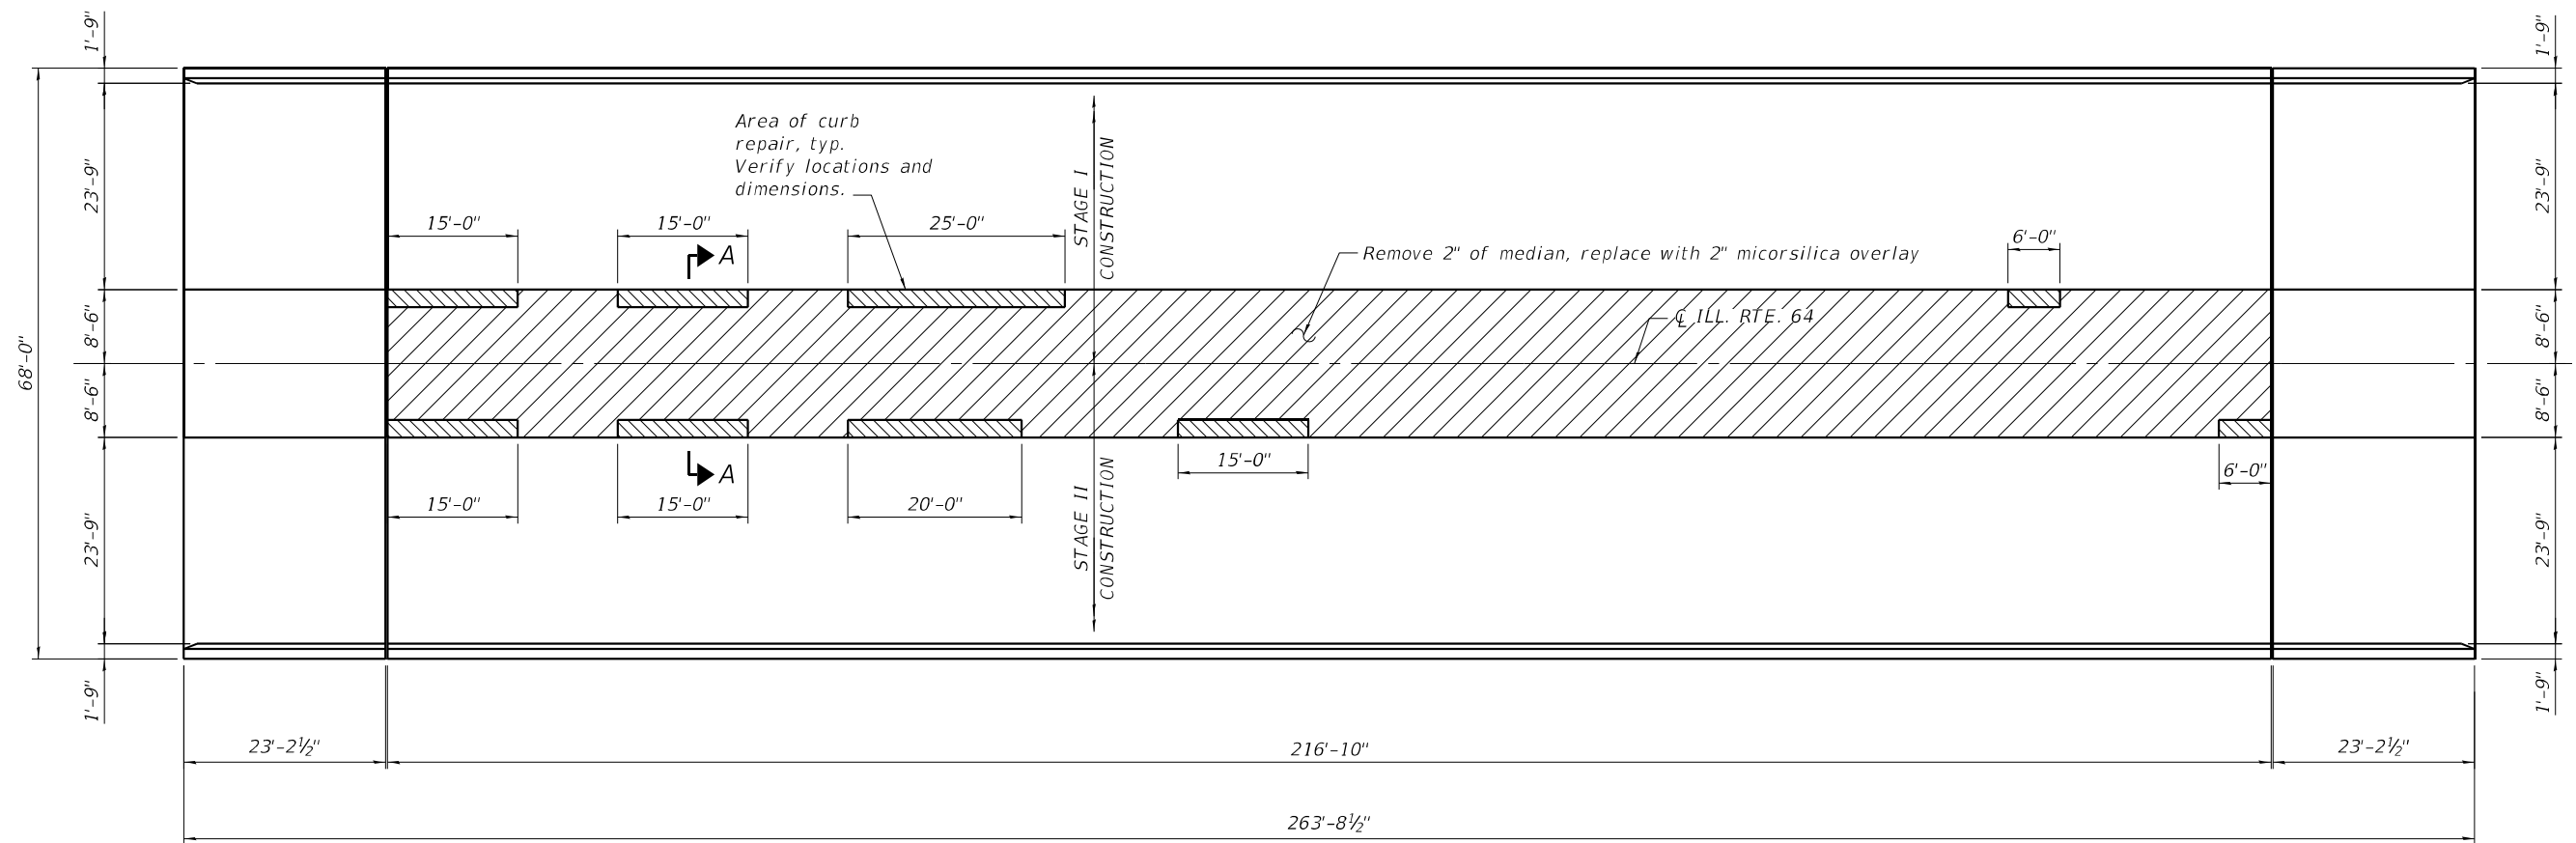 1'-9"
1'-9"
Area of curb
repair, typ.
Verify locations and
dimensions.
STAGE I
CONSTRUCTION
23'-9"
23'-9"
15'-0"
15'-0"
25'-0"
6'-0"
A
Remove 2" of median, replace with 2" micorsilica overlay
8'-6"
8'-6"
℄ ILL. RTE. 64
68'-0"
8'-6"
8'-6"
A
15'-0"
6'-0"
15'-0"
15'-0"
20'-0"
STAGE II
CONSTRUCTION
23'-9"
23'-9"
1'-9"
1'-9"
23'-2½"
216'-10"
23'-2½"
263'-8½"